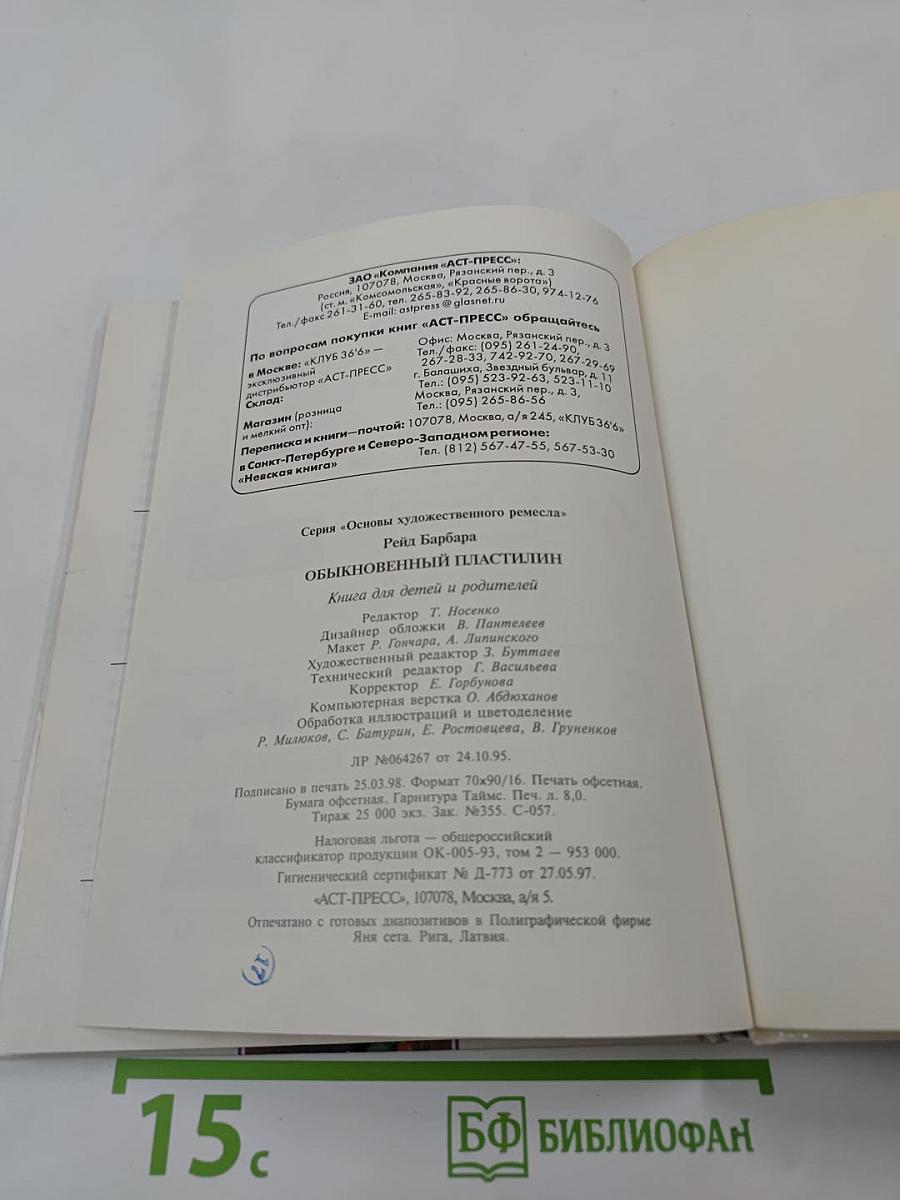 ЗАО «Компания «АСТ-ПРЕСС»:
Россия, 107078, Москва, Рязанский пер., д. 3
(ст. м. «Комсомольская», «Красные ворота»)
Тел./факс 261-31-60, тел. 265-83-92, 265-86-30, 974-12-76
E-mail: astpress @ glasnet.ru
По вопросам покупки книг «АСТ-ПРЕСС» обращайтесь
в Москве: «КЛУБ 36'6» —
эксклюзивный
дистрибьютор «АСТ-ПРЕСС»
Офис: Москва, Рязанский пер., д. 3
Тел./факс: (095) 261-24-90,
267-28-33, 742-92-70, 267-29-69
Склад:
г. Балашиха, Звездный бульвар, д. 11
Тел.: (095) 523-92-63, 523-11-10
Магазин (розница
и мелкий опт):
Москва, Рязанский пер., д. 3,
Тел.: (095) 265-86-56
Переписка и книги—почтой: 107078, Москва, а/я 245, «КЛУБ 36'6»
в Санкт-Петербурге и Северо-Западном регионе:
«Невская книга»
Тел. (812) 567-47-55, 567-53-30
Серия «Основы художественного ремесла»
Рейд Барбара
ОБЫКНОВЕННЫЙ ПЛАСТИЛИН
Книга для детей и родителей
Редактор Т. Носенко
Дизайнер обложки В. Пантелеев
Макет Р. Гончара, А. Липинского
Художественный редактор З. Буттаев
Технический редактор Г. Васильева
Корректор Е. Горбунова
Компьютерная верстка О. Абдюханов
Обработка иллюстраций и цветоделение
Р. Милюков, С. Батурин, Е. Ростовцева, В. Груненков
ЛР №064267 от 24.10.95.
Подписано в печать 25.03.98. Формат 70x90/16. Печать офсетная.
Бумага офсетная. Гарнитура Таймс. Печ. л. 8,0.
Тираж 25 000 экз. Зак. №355. С-057.
Налоговая льгота — общероссийский
классификатор продукции ОК-005-93, том 2 — 953 000.
Гигиенический сертификат № Д-773 от 27.05.97.
«АСТ-ПРЕСС», 107078, Москва, а/я 5.
Отпечатано с готовых диапозитивов в Полиграфической фирме
Яня сета. Рига, Латвия.
15 с
БФ БИБЛИОФАН